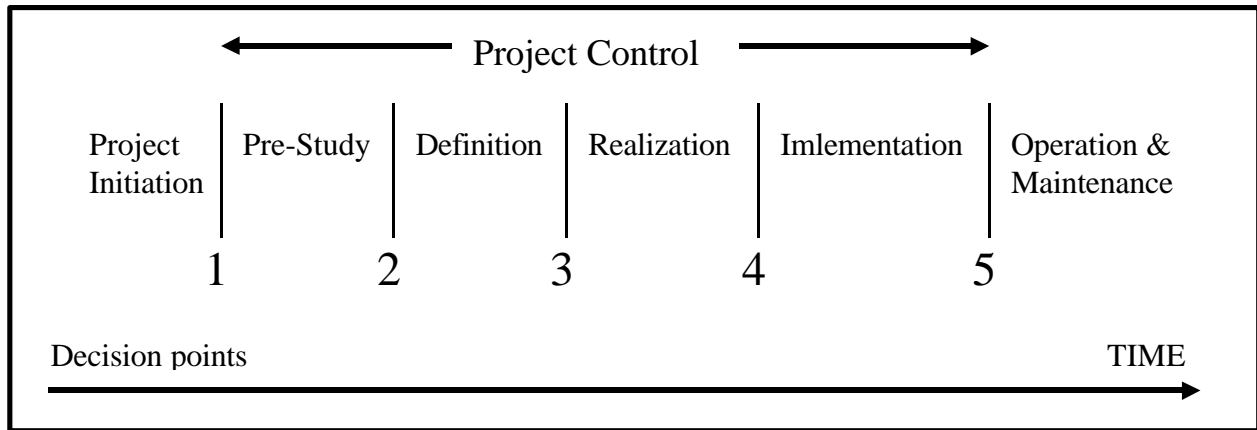 Project Control
Project
Initiation
Pre-Study
Definition
Realization
Imlementation
Operation &
Maintenance
1
2
3
4
5
Decision points
TIME